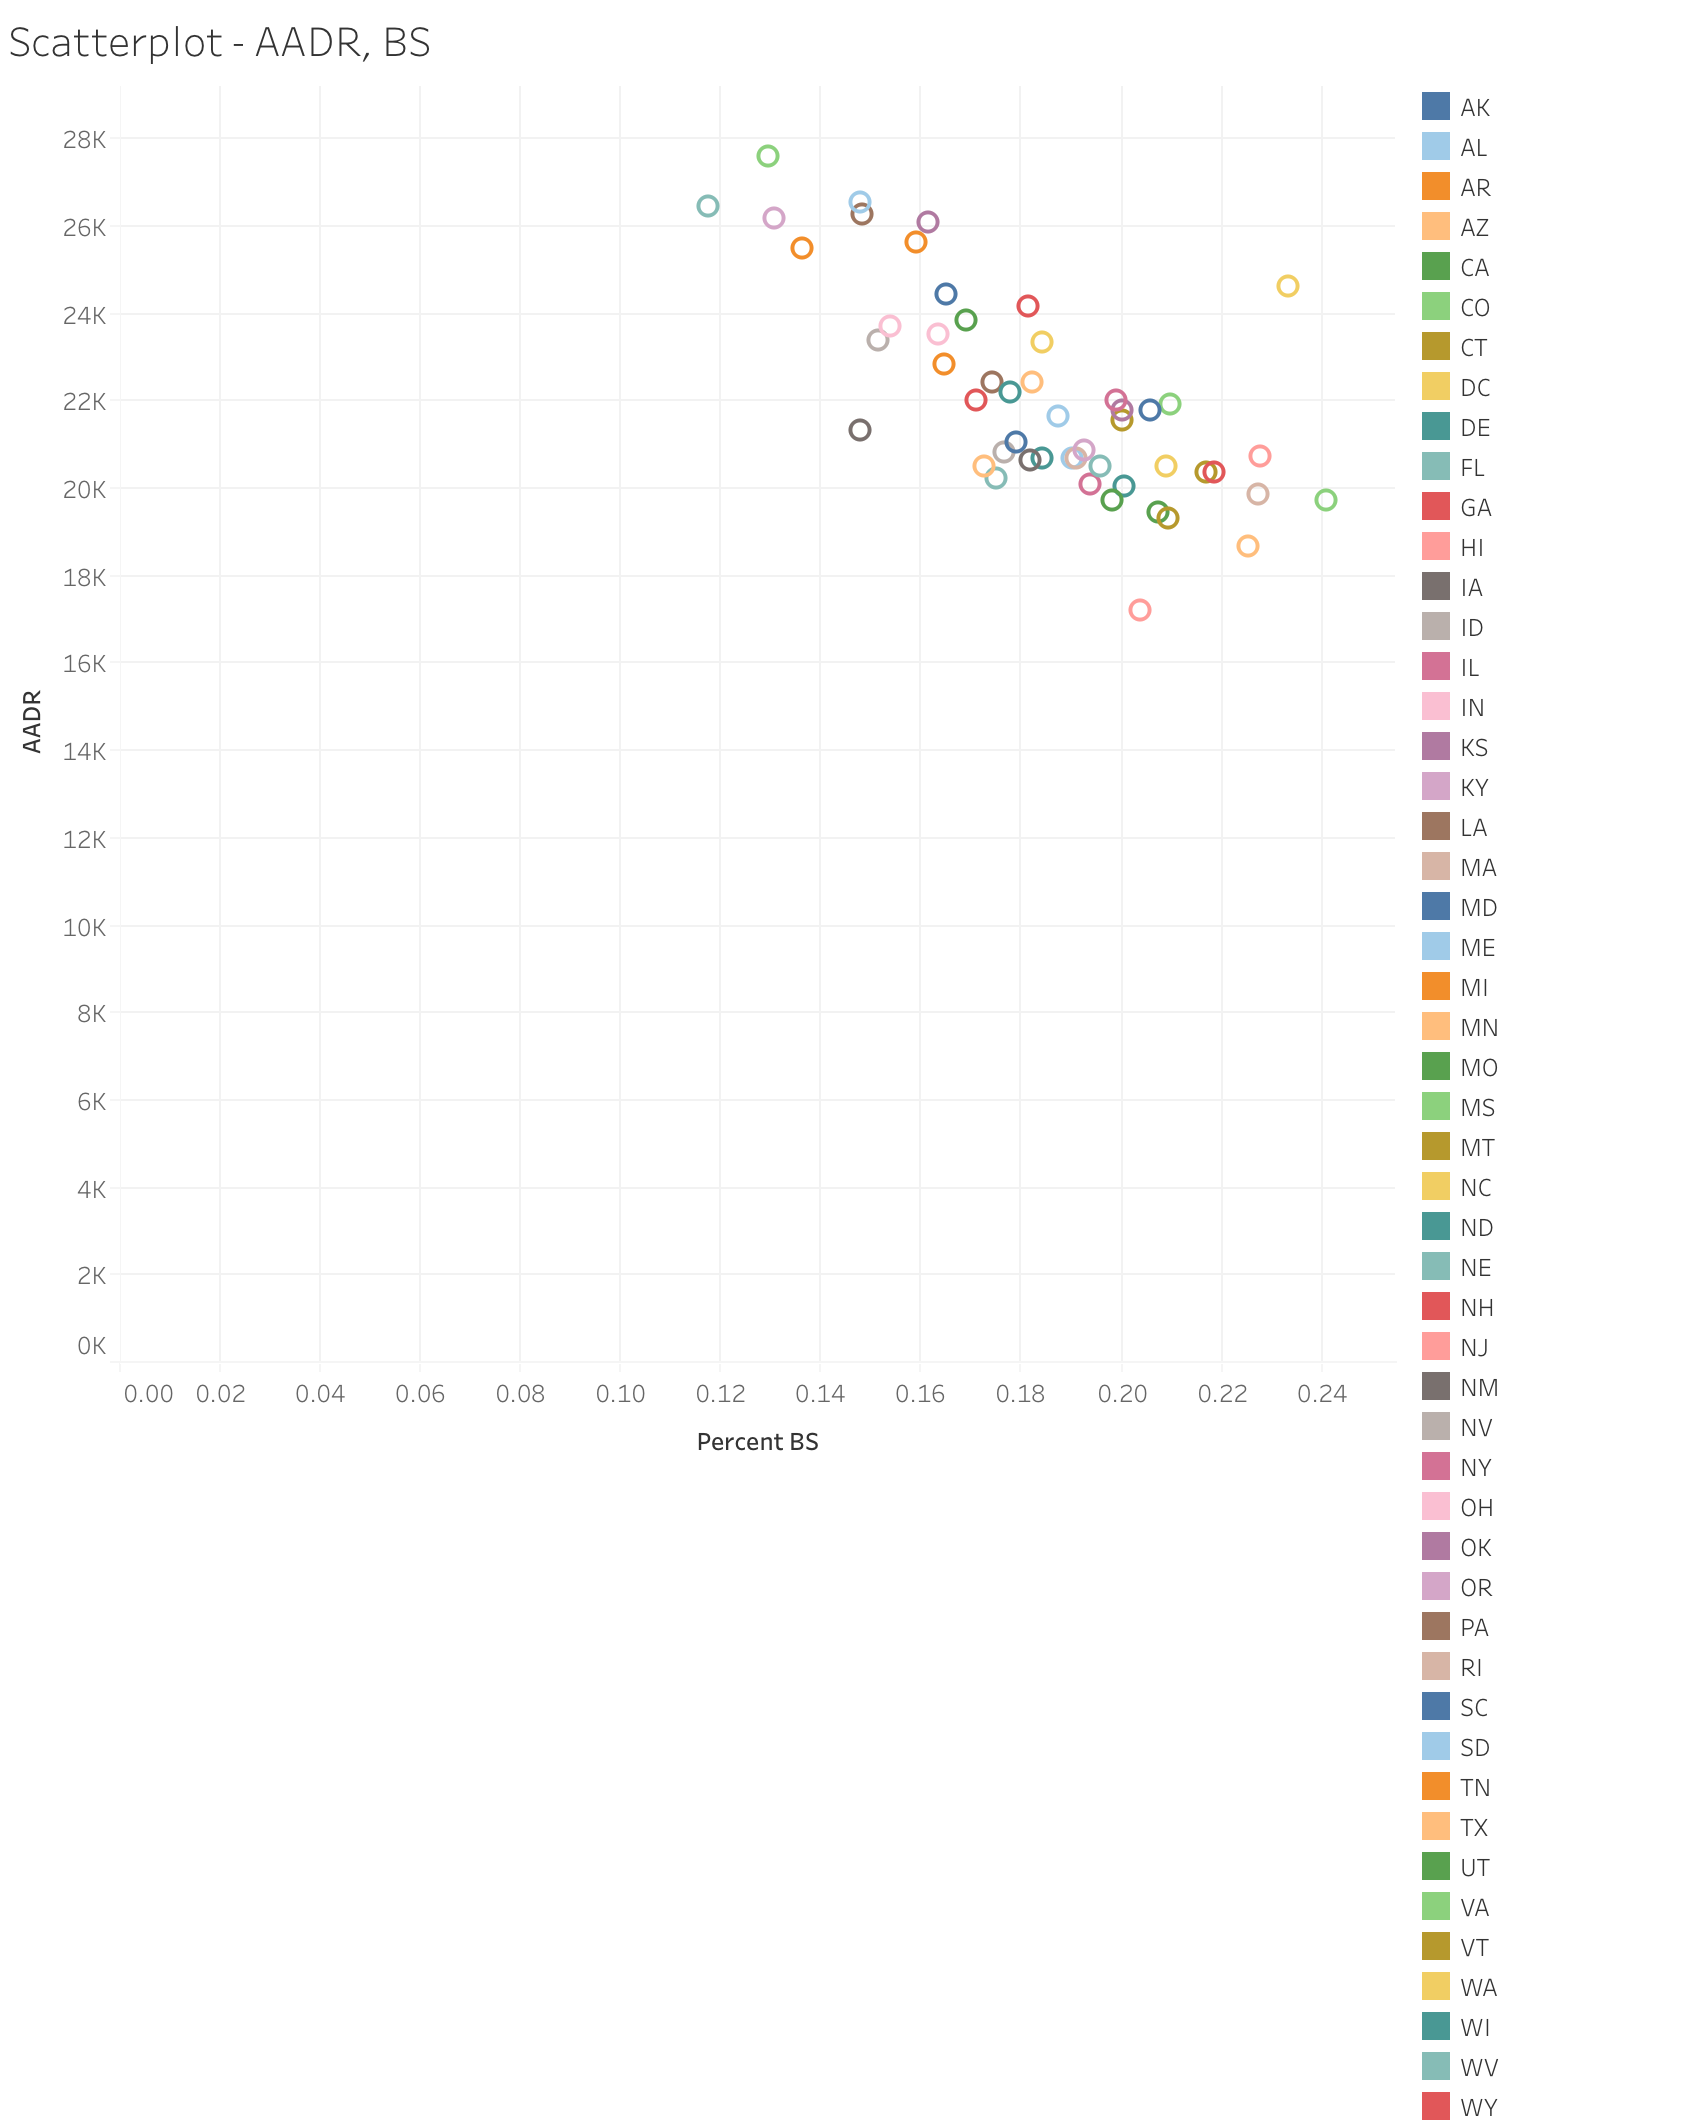 Scatterplot - AADR, BS
28K
26K
24K
22K
20K
18K
16K
14K
12K
10K
8K
6K
4K
2K
0K
AADR
0.00 0.02 0.04 0.06 0.08 0.10 0.12 0.14 0.16 0.18 0.20 0.22 0.24
Percent BS
AK
AL
AR
AZ
CA
CO
CT
DC
DE
FL
GA
HI
IA
ID
IL
IN
KS
KY
LA
MA
MD
ME
MI
MN
MO
MS
MT
NC
ND
NE
NH
NJ
NM
NV
NY
OH
OK
OR
PA
RI
SC
SD
TN
TX
UT
VA
VT
WA
WI
WV
WY